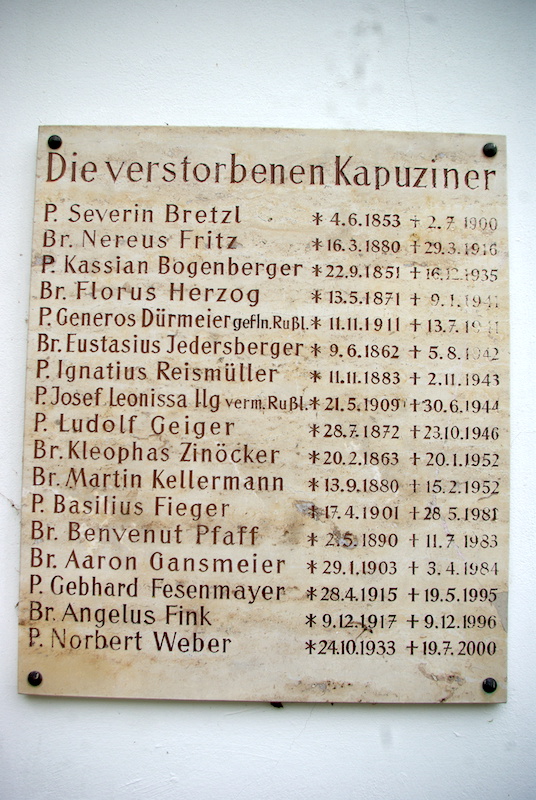 Die verstorbenen Kapuziner
P. Severin Bretzl * 4.6.1853 † 2.7.1900
Br. Nereus Fritz * 16.3.1880 † 29.3.1916
P. Kassian Bogenberger * 22.9.1851 † 16.12.1935
Br. Florus Herzog * 13.5.1871 † 9.1.1941
P. Generos Dürmeier gefln. Rußl. * 11.11.1911 † 13.7.1941
Br. Eustasius Jedersberger * 9.6.1862 † 5.8.1942
P. Ignatius Reismüller * 11.11.1883 † 2.11.1943
P. Josef Leonissa Ilg verm. Rußl. * 21.5.1909 † 30.6.1944
P. Ludolf Geiger * 28.7.1872 † 23.10.1946
Br. Kleophas Zinöcker * 20.2.1863 † 20.1.1952
Br. Martin Kellermann * 13.9.1880 † 15.2.1952
P. Basilius Fieger * 17.4.1901 † 28.5.1981
Br. Benvenut Pfaff * 2.5.1890 † 11.7.1983
Br. Aaron Gansmeier * 29.1.1903 † 3.4.1984
P. Gebhard Fesenmayer * 28.4.1915 † 19.5.1995
Br. Angelus Fink * 9.12.1917 † 9.12.1996
P. Norbert Weber * 24.10.1933 † 19.7.2000